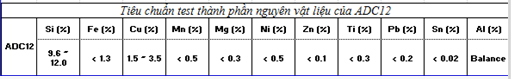 Tiêu chuẩn test thành phần nguyên vật liệu của ADC12
ADC12 Si (%) Fe (%) Cu (%) Mn (%) Mg (%) Ni (%) Zn (%) Ti (%) Pb (%) Sn (%) Al (%)
9.6 ~ 12.0 < 1.3 1.5 ~ 3.5 < 0.5 < 0.3 < 0.5 < 0.1 < 0.3 < 0.2 < 0.02 Balance